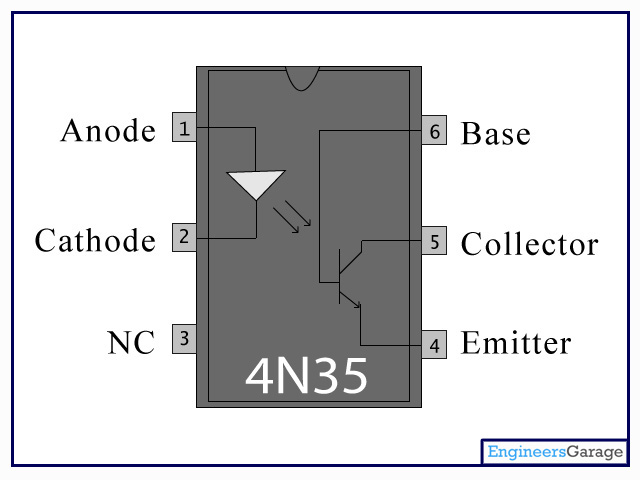 Anode 1
6 Base
Cathode 2
5 Collector
NC 3
4 Emitter
4N35
EngineersGarage